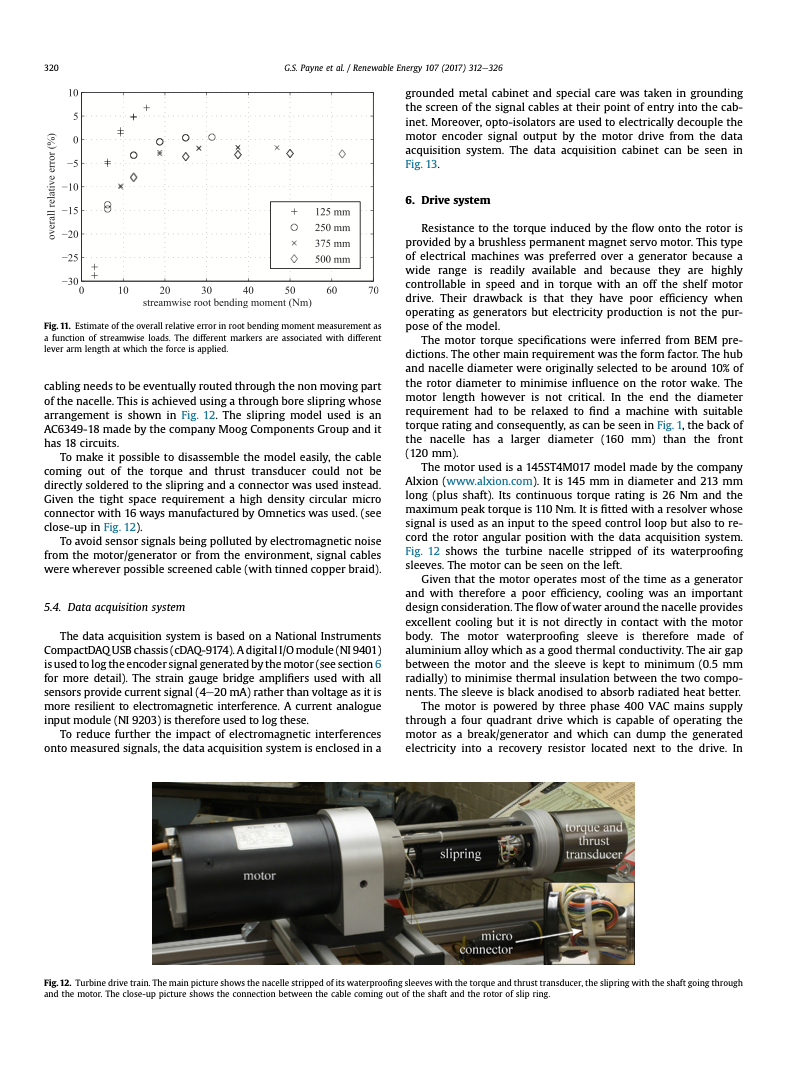 320
G.S. Payne et al. / Renewable Energy 107 (2017) 312–326
10
5
0
−5
−10
−15
−20
−25
−30
0 10 20 30 40 50 60 70
overall relative error (%)
streamwise root bending moment (Nm)
125 mm
250 mm
375 mm
500 mm
Fig. 11. Estimate of the overall relative error in root bending moment measurement as
a function of streamwise loads. The different markers are associated with different
lever arm length at which the force is applied.
cabling needs to be eventually routed through the non moving part
of the nacelle. This is achieved using a through bore slipring whose
arrangement is shown in Fig. 12. The slipring model used is an
AC6349-18 made by the company Moog Components Group and it
has 18 circuits.
To make it possible to disassemble the model easily, the cable
coming out of the torque and thrust transducer could not be
directly soldered to the slipring and a connector was used instead.
Given the tight space requirement a high density circular micro
connector with 16 ways manufactured by Omnetics was used. (see
close-up in Fig. 12).
To avoid sensor signals being polluted by electromagnetic noise
from the motor/generator or from the environment, signal cables
were wherever possible screened cable (with tinned copper braid).
5.4. Data acquisition system
The data acquisition system is based on a National Instruments
CompactDAQ USB chassis (cDAQ-9174). A digital I/O module (NI 9401)
is used to log the encoder signal generated by the motor (see section 6
for more detail). The strain gauge bridge amplifiers used with all
sensors provide current signal (4–20 mA) rather than voltage as it is
more resilient to electromagnetic interference. A current analogue
input module (NI 9203) is therefore used to log these.
To reduce further the impact of electromagnetic interferences
onto measured signals, the data acquisition system is enclosed in a
grounded metal cabinet and special care was taken in grounding
the screen of the signal cables at their point of entry into the cab-
inet. Moreover, opto-isolators are used to electrically decouple the
motor encoder signal output by the motor drive from the data
acquisition system. The data acquisition cabinet can be seen in
Fig. 13.
6. Drive system
Resistance to the torque induced by the flow onto the rotor is
provided by a brushless permanent magnet servo motor. This type
of electrical machines was preferred over a generator because a
wide range is readily available and because they are highly
controllable in speed and in torque with an off the shelf motor
drive. Their drawback is that they have poor efficiency when
operating as generators but electricity production is not the pur-
pose of the model.
The motor torque specifications were inferred from BEM pre-
dictions. The other main requirement was the form factor. The hub
and nacelle diameter were originally selected to be around 10% of
the rotor diameter to minimise influence on the rotor wake. The
motor length however is not critical. In the end the diameter
requirement had to be relaxed to find a machine with suitable
torque rating and consequently, as can be seen in Fig. 1, the back of
the nacelle has a larger diameter (160 mm) than the front
(120 mm).
The motor used is a 145ST4M017 model made by the company
Alxion (www.alxion.com). It is 145 mm in diameter and 213 mm
long (plus shaft). Its continuous torque rating is 26 Nm and the
maximum peak torque is 110 Nm. It is fitted with a resolver whose
signal is used as an input to the speed control loop but also to re-
cord the rotor angular position with the data acquisition system.
Fig. 12 shows the turbine nacelle stripped of its waterproofing
sleeves. The motor can be seen on the left.
Given that the motor operates most of the time as a generator
and with therefore a poor efficiency, cooling was an important
design consideration. The flow of water around the nacelle provides
excellent cooling but it is not directly in contact with the motor
body. The motor waterproofing sleeve is therefore made of
aluminium alloy which as a good thermal conductivity. The air gap
between the motor and the sleeve is kept to minimum (0.5 mm
radially) to minimise thermal insulation between the two compo-
nents. The sleeve is black anodised to absorb radiated heat better.
The motor is powered by three phase 400 VAC mains supply
through a four quadrant drive which is capable of operating the
motor as a break/generator and which can dump the generated
electricity into a recovery resistor located next to the drive. In
motor
slipring
torque and
thrust
transducer
micro
connector
Fig. 12. Turbine drive train. The main picture shows the nacelle stripped of its waterproofing sleeves with the torque and thrust transducer, the slipring with the shaft going through
and the motor. The close-up picture shows the connection between the cable coming out of the shaft and the rotor of slip ring.